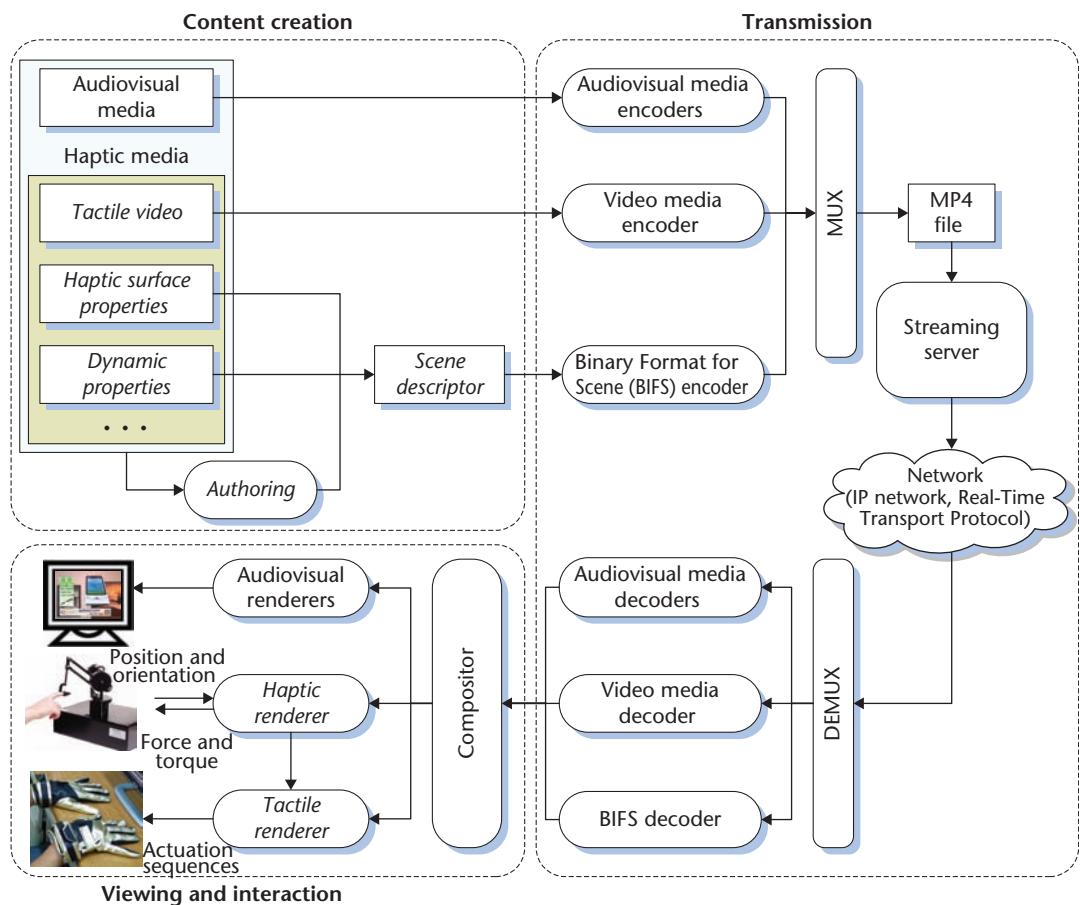 Content creation
Audiovisual
media
Haptic media
Tactile video
Haptic surface
properties
Dynamic
properties
• • •
Authoring
Scene
descriptor
Transmission
Audiovisual media
encoders
Video media
encoder
Binary Format for
Scene (BIFS) encoder
MUX
MP4
file
Streaming
server
Network
(IP network, Real-Time
Transport Protocol)
DEMUX
Audiovisual media
decoders
Video media
decoder
BIFS decoder
Compositor
Audiovisual
renderers
Position and
orientation
Haptic
renderer
Force and
torque
Tactile
renderer
Actuation
sequences
Viewing and interaction